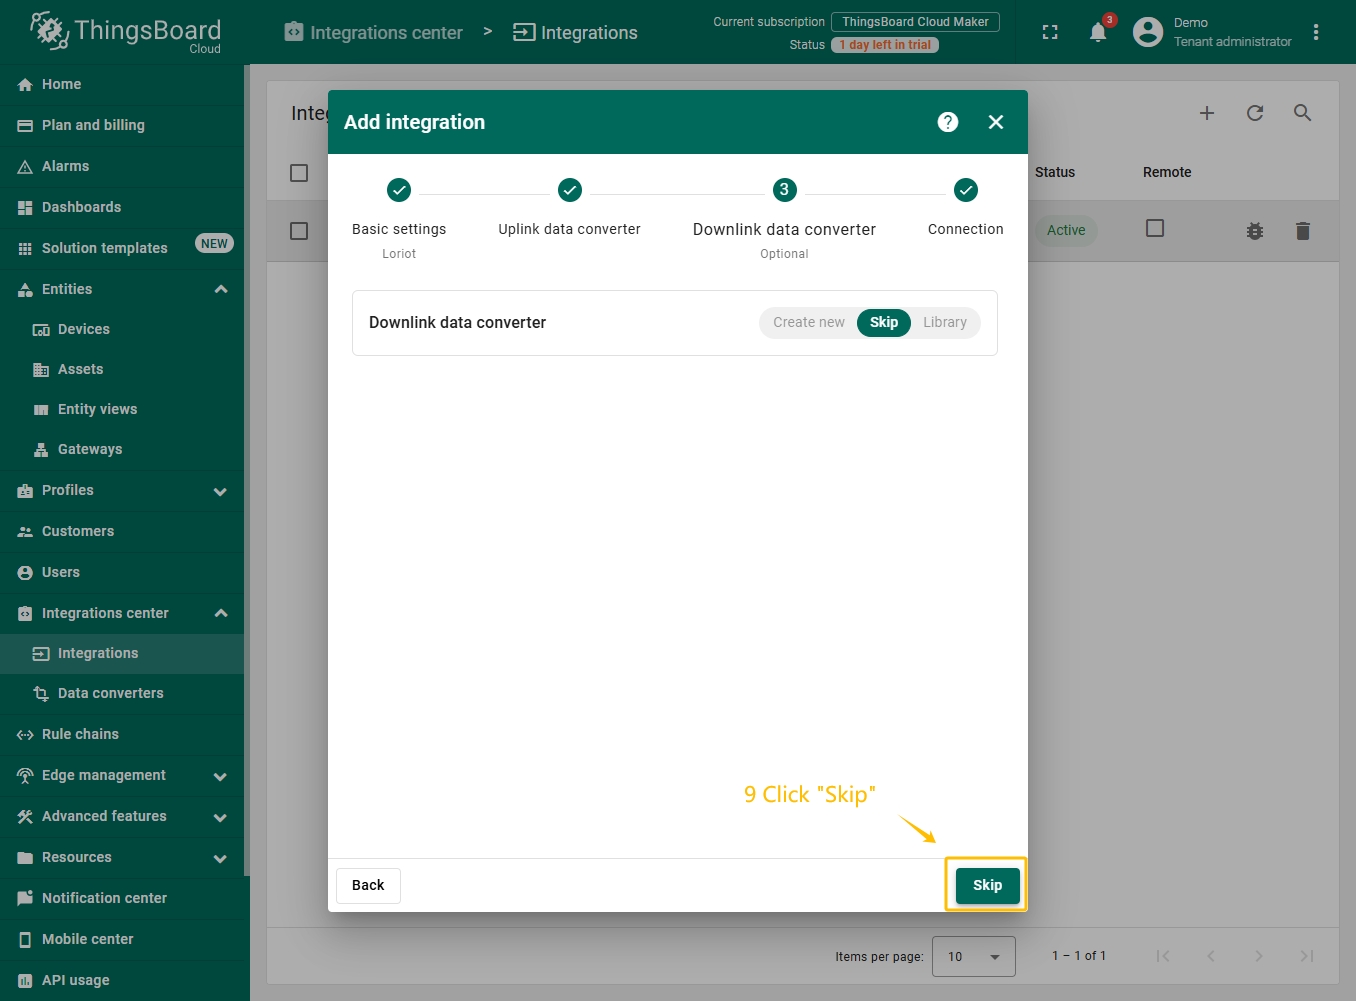 ThingsBoard
Cloud
Integrations center > Integrations
Current subscription ThingsBoard Cloud Maker
Status 1 day left in trial
3
Demo
Tenant administrator
Home
Plan and billing
Alarms
Dashboards
Solution templates NEW
Entities
Devices
Assets
Entity views
Gateways
Profiles
Customers
Users
Integrations center
Integrations
Data converters
Rule chains
Edge management
Advanced features
Resources
Notification center
Mobile center
API usage
Status Remote
Active
Add integration ?
3
Basic settings Uplink data converter Downlink data converter Connection
Loriot Optional
Downlink data converter Create new Skip Library
9 Click "Skip"
Back Skip
Items per page: 10 1 – 1 of 1